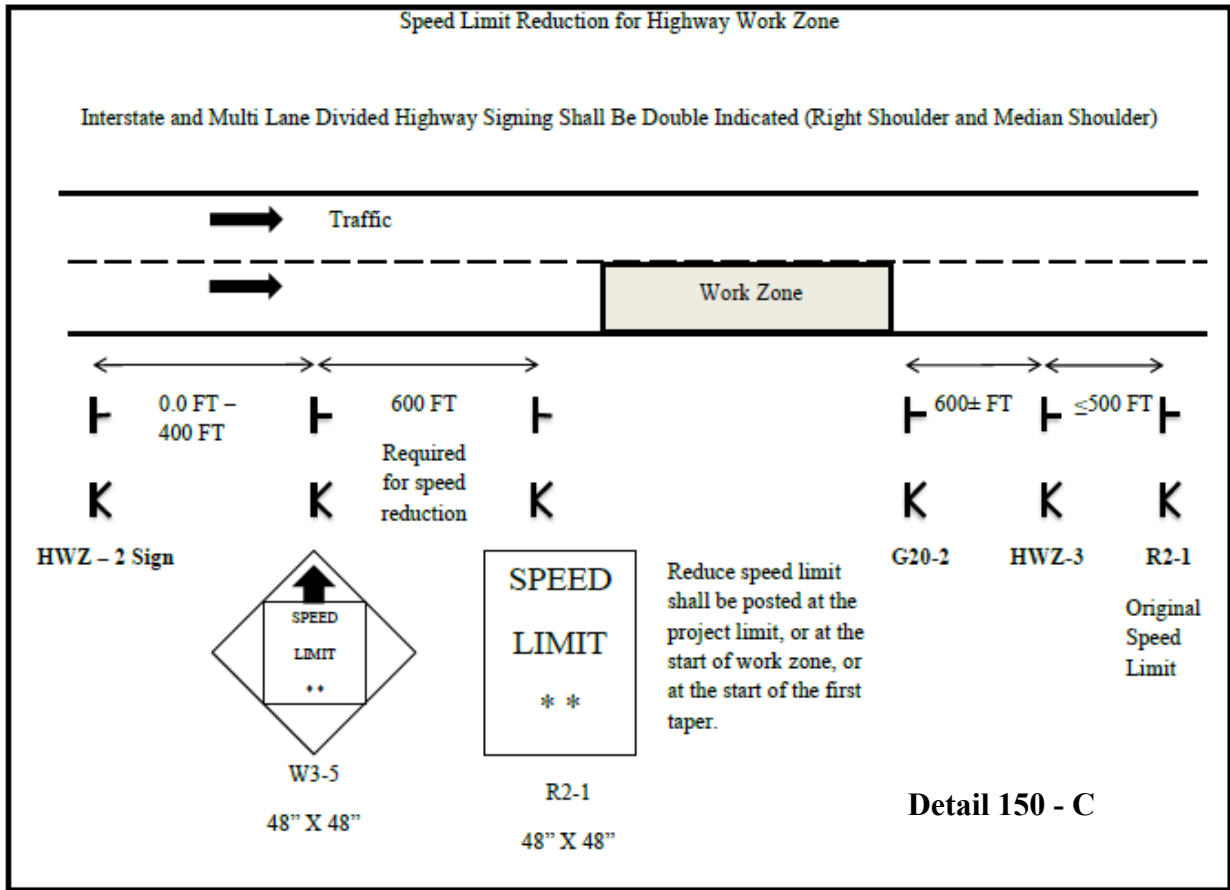 Speed Limit Reduction for Highway Work Zone
Interstate and Multi Lane Divided Highway Signing Shall Be Double Indicated (Right Shoulder and Median Shoulder)
Traffic
Work Zone
0.0 FT –
400 FT
600 FT
Required
for speed
reduction
600± FT
≤500 FT
HWZ – 2 Sign
G20-2
HWZ-3
R2-1
Original
Speed
Limit
SPEED
LIMIT
* *
W3-5
48” X 48”
SPEED
LIMIT
* *
R2-1
48” X 48”
Reduce speed limit
shall be posted at the
project limit, or at the
start of work zone, or
at the start of the first
taper.
Detail 150 - C